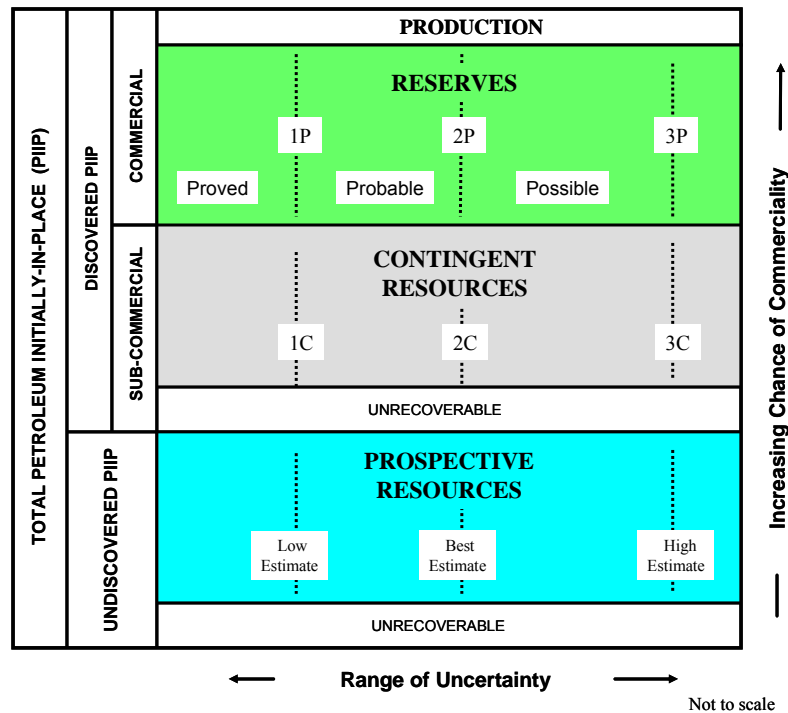 TOTAL PETROLEUM INITIALLY-IN-PLACE (PIIP)
DISCOVERED PIIP
UNDISCOVERED PIIP
COMMERCIAL
SUB-COMMERCIAL
PRODUCTION
RESERVES
1P 2P 3P
Proved Probable Possible
CONTINGENT
RESOURCES
1C 2C 3C
UNRECOVERABLE
PROSPECTIVE
RESOURCES
Low
Estimate
Best
Estimate
High
Estimate
UNRECOVERABLE
Increasing Chance of Commerciality
Range of Uncertainty
Not to scale